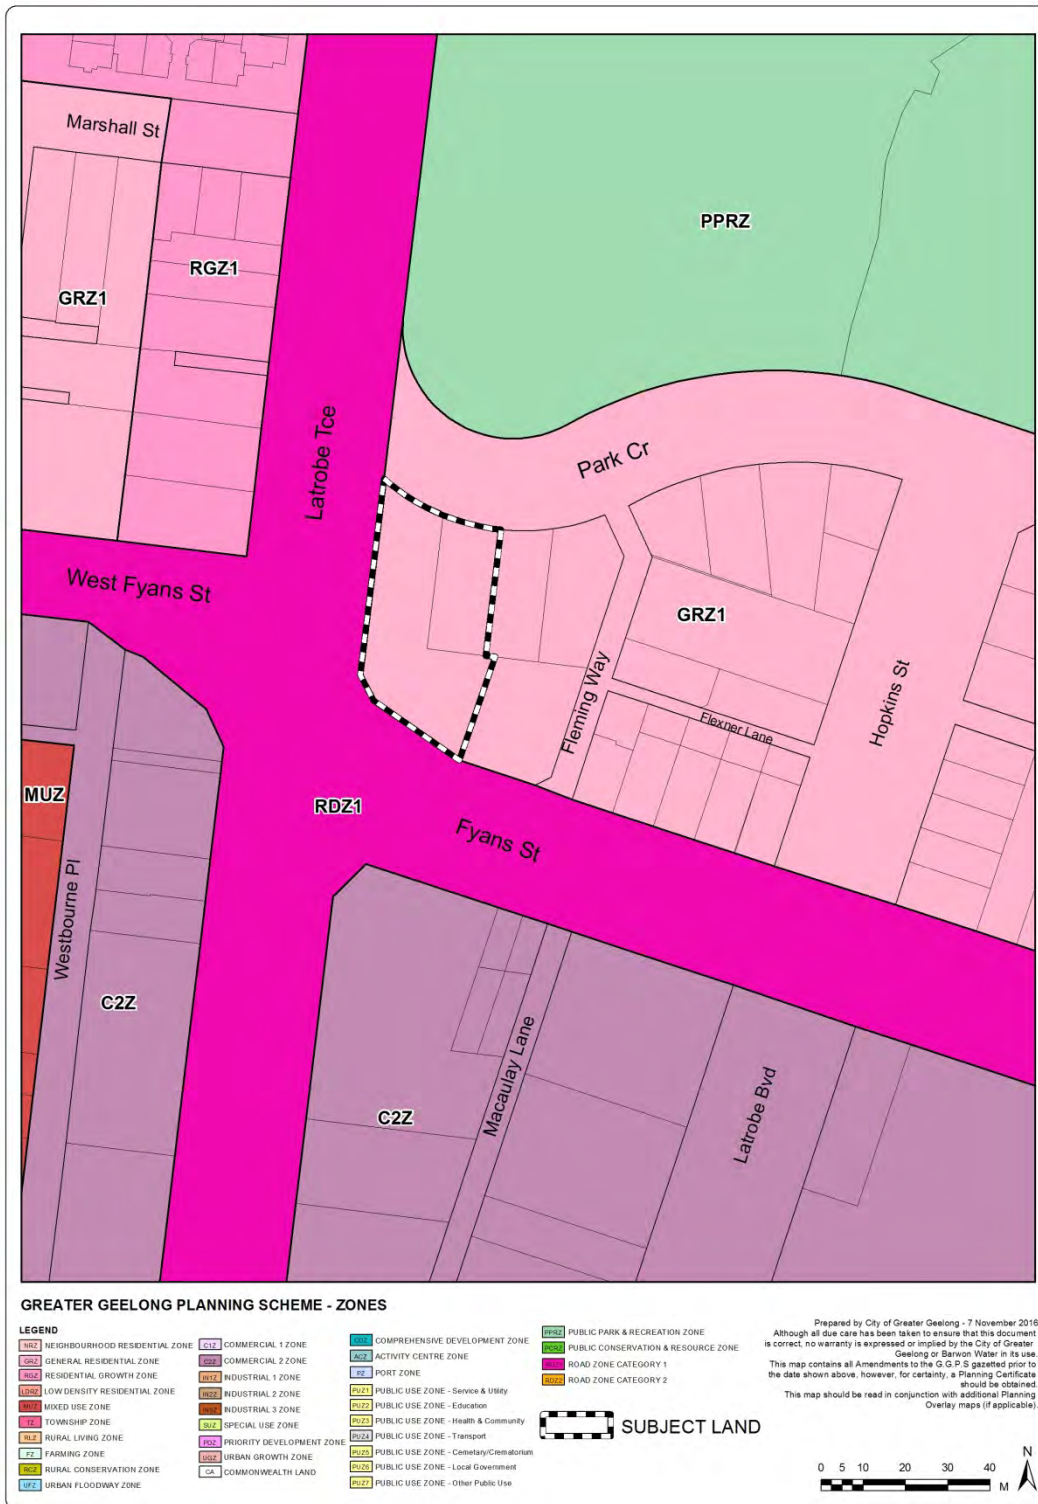 Marshall St
PPRZ
RGZ1
GRZ1
Latrobe Tce
Park Cr
West Fyans St
GRZ1
Fleming Way
Flexner Lane
Hopkins St
MUZ
RDZ1
Fyans St
Westbourne Pl
C2Z
Macaulay Lane
C2Z
Latrobe Bvd
GREATER GEELONG PLANNING SCHEME - ZONES
LEGEND
NRZ NEIGHBOURHOOD RESIDENTIAL ZONE
GRZ GENERAL RESIDENTIAL ZONE
RGZ RESIDENTIAL GROWTH ZONE
LDRZ LOW DENSITY RESIDENTIAL ZONE
MUZ MIXED USE ZONE
TZ TOWNSHIP ZONE
RLZ RURAL LIVING ZONE
FZ FARMING ZONE
RCZ RURAL CONSERVATION ZONE
UFZ URBAN FLOODWAY ZONE
C1Z COMMERCIAL 1 ZONE
C2Z COMMERCIAL 2 ZONE
IN1Z INDUSTRIAL 1 ZONE
IN2Z INDUSTRIAL 2 ZONE
IN3Z INDUSTRIAL 3 ZONE
SUZ SPECIAL USE ZONE
PDZ PRIORITY DEVELOPMENT ZONE
UGZ URBAN GROWTH ZONE
CA COMMONWEALTH LAND
CDZ COMPREHENSIVE DEVELOPMENT ZONE
ACZ ACTIVITY CENTRE ZONE
PZ PORT ZONE
PUZ1 PUBLIC USE ZONE - Service & Utility
PUZ2 PUBLIC USE ZONE - Education
PUZ3 PUBLIC USE ZONE - Health & Community
PUZ4 PUBLIC USE ZONE - Transport
PUZ5 PUBLIC USE ZONE - Cemetary/Crematorium
PUZ6 PUBLIC USE ZONE - Local Government
PUZ7 PUBLIC USE ZONE - Other Public Use
PPRZ PUBLIC PARK & RECREATION ZONE
PCRZ PUBLIC CONSERVATION & RESOURCE ZONE
RDZ1 ROAD ZONE CATEGORY 1
RDZ2 ROAD ZONE CATEGORY 2
SUBJECT LAND
Prepared by City of Greater Geelong - 7 November 2016
Although all due care has been taken to ensure that this document
is correct, no warranty is expressed or implied by the City of Greater
Geelong or Barwon Water in its use.
This map contains all Amendments to the G.G.P.S gazetted prior to
the date shown above, however, for certainty, a Planning Certificate
should be obtained.
This map should be read in conjunction with additional Planning
Overlay maps (if applicable).
N
0 5 10 20 30 40
M